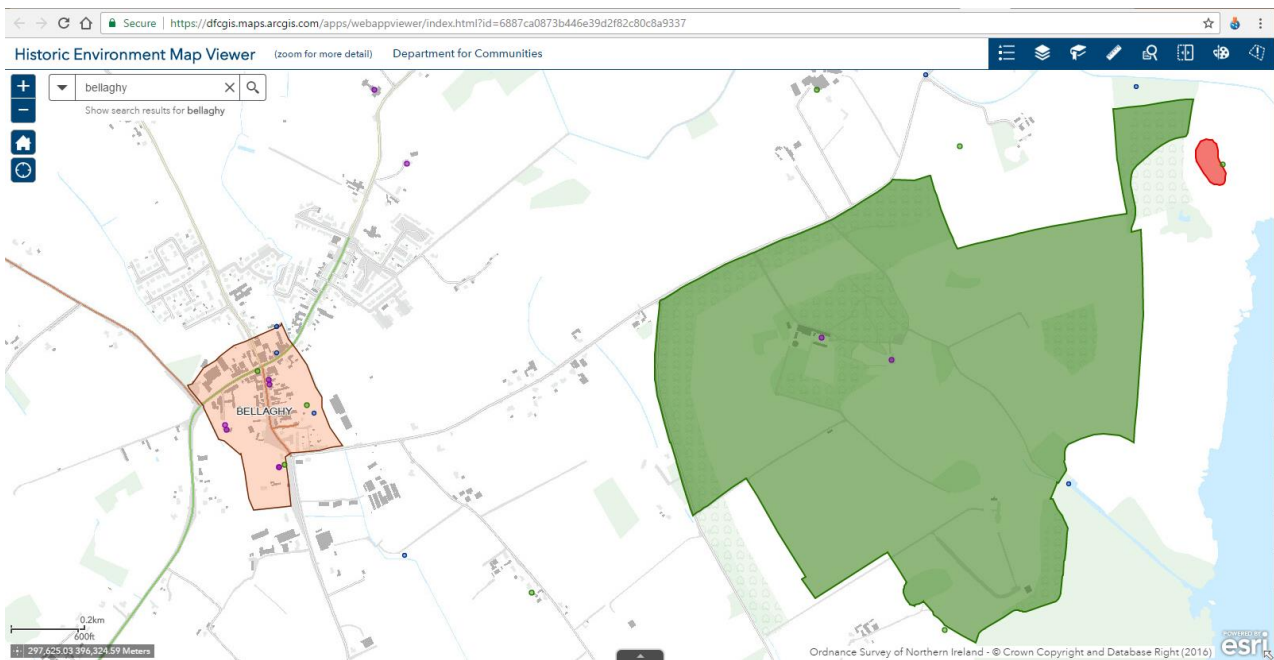 Secure | https://dfcgis.maps.arcgis.com/apps/webappviewer/index.html?id=6887ca0873b446e39d2f82c80c8a9337
Historic Environment Map Viewer (zoom for more detail) Department for Communities
+
bellaghy
−
Show search results for bellaghy
BELLAGHY
0.2km
600ft
297,625.03 396,324.59 Meters
Ordnance Survey of Northern Ireland - © Crown Copyright and Database Right (2016)
POWERED BY
esri